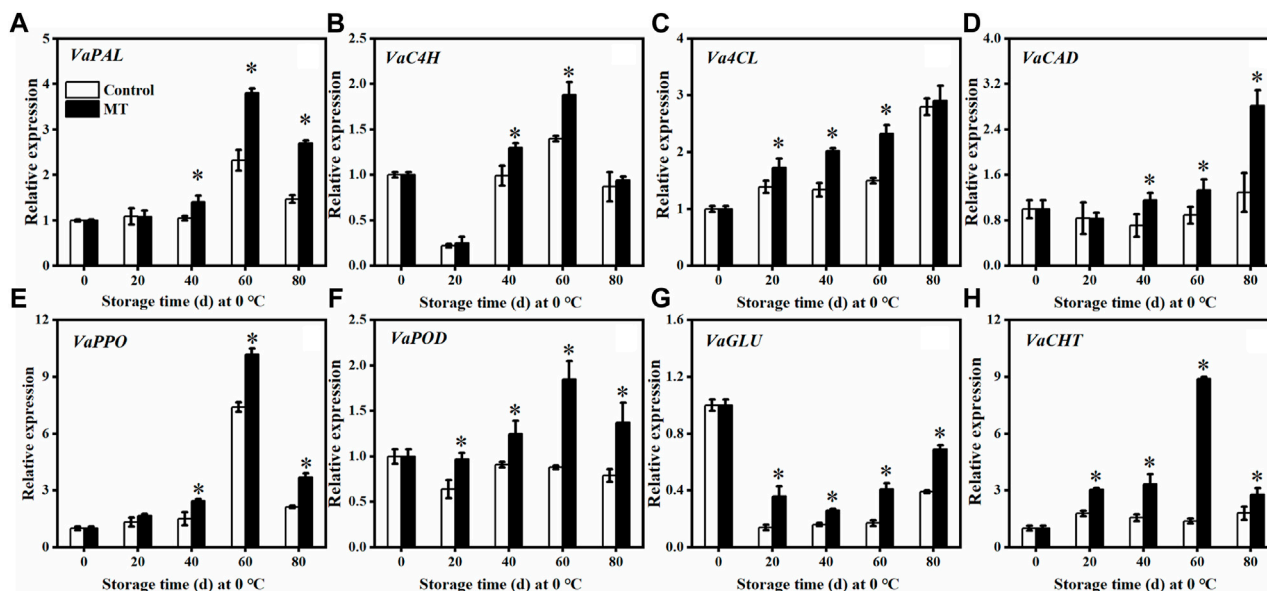 A
B
C
D
VaPAL
VaC4H
Va4CL
VaCAD
Control
MT
Relative expression
5
4
3
2
1
0
Relative expression
2.5
2.0
1.5
1.0
0.5
0.0
Relative expression
4
3
2
1
0
Relative expression
4.0
3.2
2.4
1.6
0.8
0.0
* * *
* *
* * *
* * *
0 20 40 60 80
0 20 40 60 80
0 20 40 60 80
0 20 40 60 80
Storage time (d) at 0 °C
Storage time (d) at 0 °C
Storage time (d) at 0 °C
Storage time (d) at 0 °C
E
F
G
H
VaPPO
VaPOD
VaGLU
VaCHT
Relative expression
12
9
6
3
0
Relative expression
2.5
2.0
1.5
1.0
0.5
0.0
Relative expression
1.6
1.2
0.8
0.4
0.0
Relative expression
12
9
6
3
0
* * *
* * * *
* * * *
* * * *
0 20 40 60 80
0 20 40 60 80
0 20 40 60 80
0 20 40 60 80
Storage time (d) at 0 °C
Storage time (d) at 0 °C
Storage time (d) at 0 °C
Storage time (d) at 0 °C